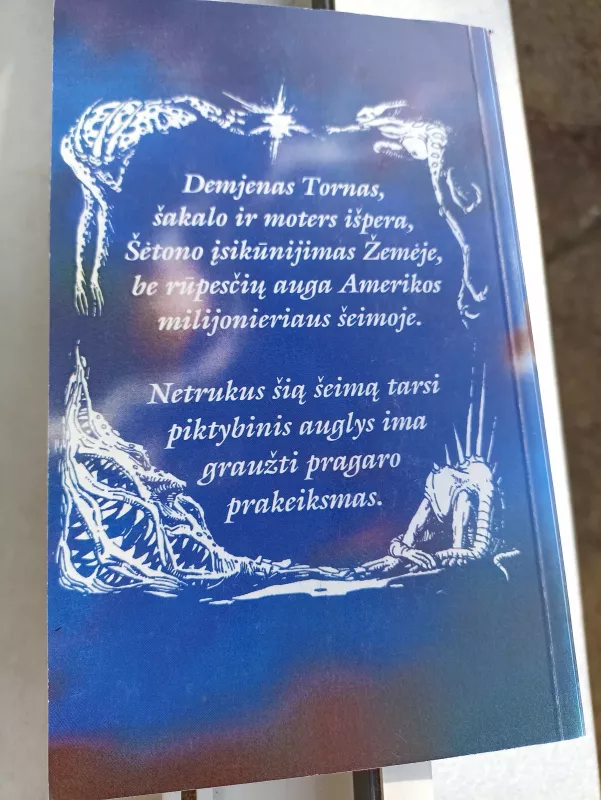 Demjenas Tornas,
šakalo ir moters išpera,
Šėtono įsikūnijimas Žemėje,
be rūpesčių auga Amerikos
milijonieriaus šeimoje.
Netrukus šią šeimą tarsi
piktybinis auglys ima
graužti pragaro
prakeiksmas.